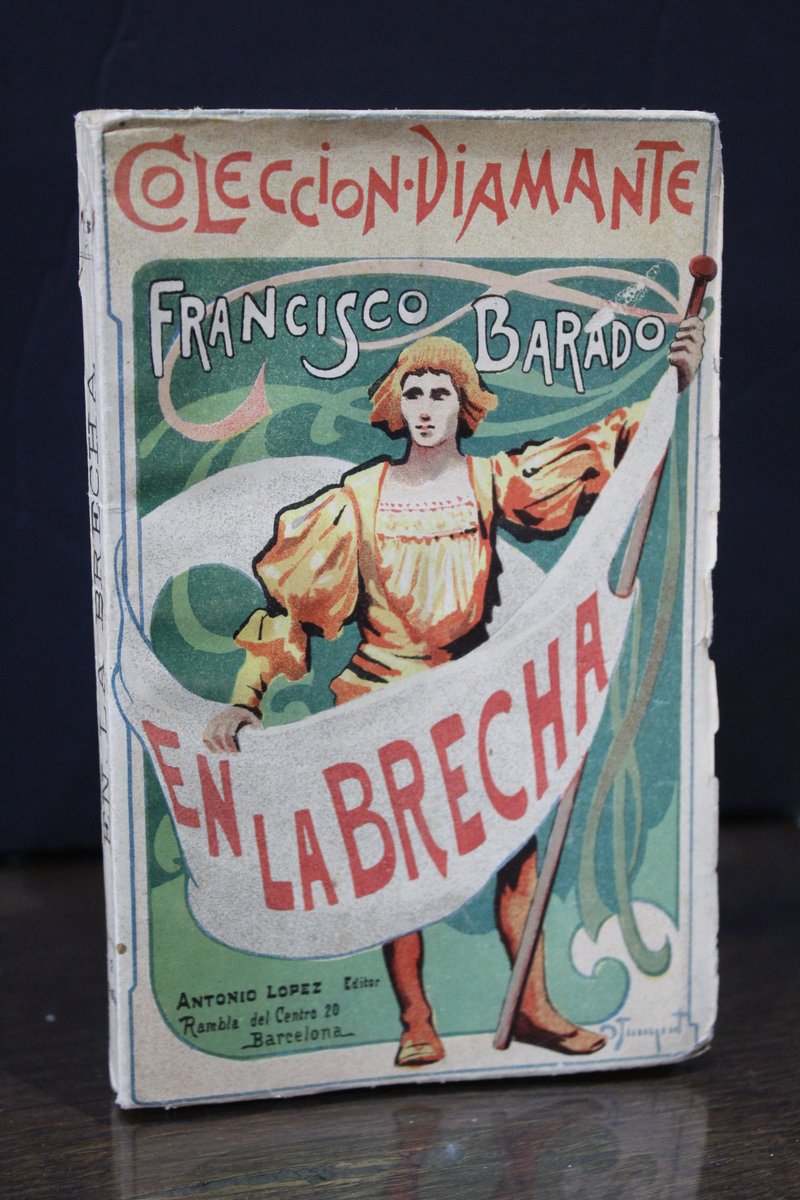 COLECCION·DIAMANTE
FRANCISCO BARADO
EN LA BRECHA
ANTONIO LOPEZ Editor
Rambla del Centro 20
Barcelona
EN LA BRECHA